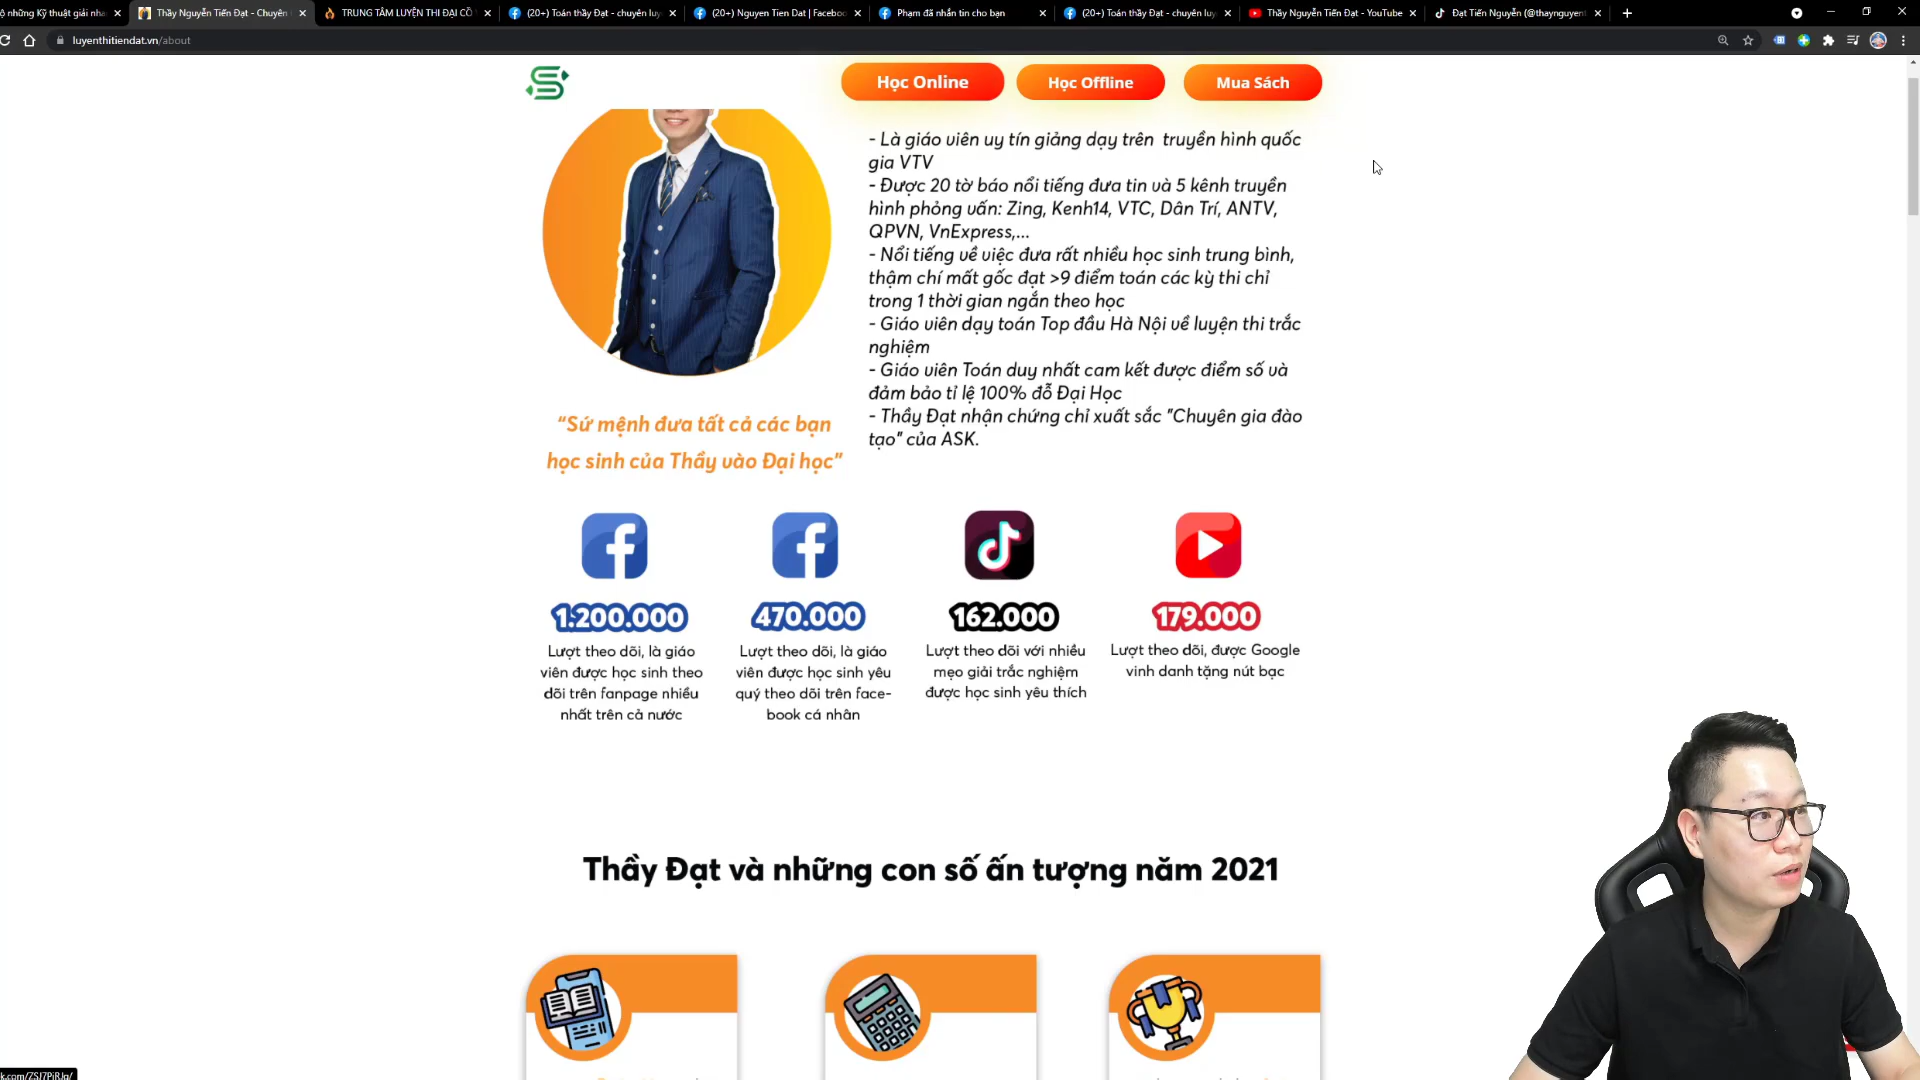 ộ những Kỹ thuật giải nha
Thầy Nguyễn Tiến Đạt - Chuyên
TRUNG TÂM LUYỆN THI ĐẠI CÔ
(20+) Toán thầy Đạt - chuyên luy
(20+) Nguyen Tien Dat | Facebo
Phạm đã nhắn tin cho bạn
(20+) Toán thầy Đạt - chuyên luy
Thầy Nguyễn Tiến Đạt - YouTube
Đạt Tiến Nguyễn (@thaynguyen
luyenthitiendat.vn/about
Học Online
Học Offline
Mua Sách
- Là giáo viên uy tín giảng dạy trên truyền hình quốc
gia VTV
- Được 20 tờ báo nổi tiếng đưa tin và 5 kênh truyền
hình phỏng vấn: Zing, Kenh14, VTC, Dân Trí, ANTV,
QPVN, VnExpress,...
- Nổi tiếng về việc đưa rất nhiều học sinh trung bình,
thậm chí mất gốc đạt >9 điểm toán các kỳ thi chỉ
trong 1 thời gian ngắn theo học
- Giáo viên dạy toán Top đầu Hà Nội về luyện thi trắc
nghiệm
- Giáo viên Toán duy nhất cam kết được điểm số và
đảm bảo tỉ lệ 100% đỗ Đại Học
- Thầy Đạt nhận chứng chỉ xuất sắc "Chuyên gia đào
tạo" của ASK.
“Sứ mệnh đưa tất cả các bạn
học sinh của Thầy vào Đại học”
1.200.000
Lượt theo dõi, là giáo
viên được học sinh theo
dõi trên fanpage nhiều
nhất trên cả nước
470.000
Lượt theo dõi, là giáo
viên được học sinh yêu
quý theo dõi trên face-
book cá nhân
162.000
Lượt theo dõi với nhiều
mẹo giải trắc nghiệm
được học sinh yêu thích
179.000
Lượt theo dõi, được Google
vinh danh tặng nút bạc
Thầy Đạt và những con số ấn tượng năm 2021
k.com/ZSJ7PjRJq/